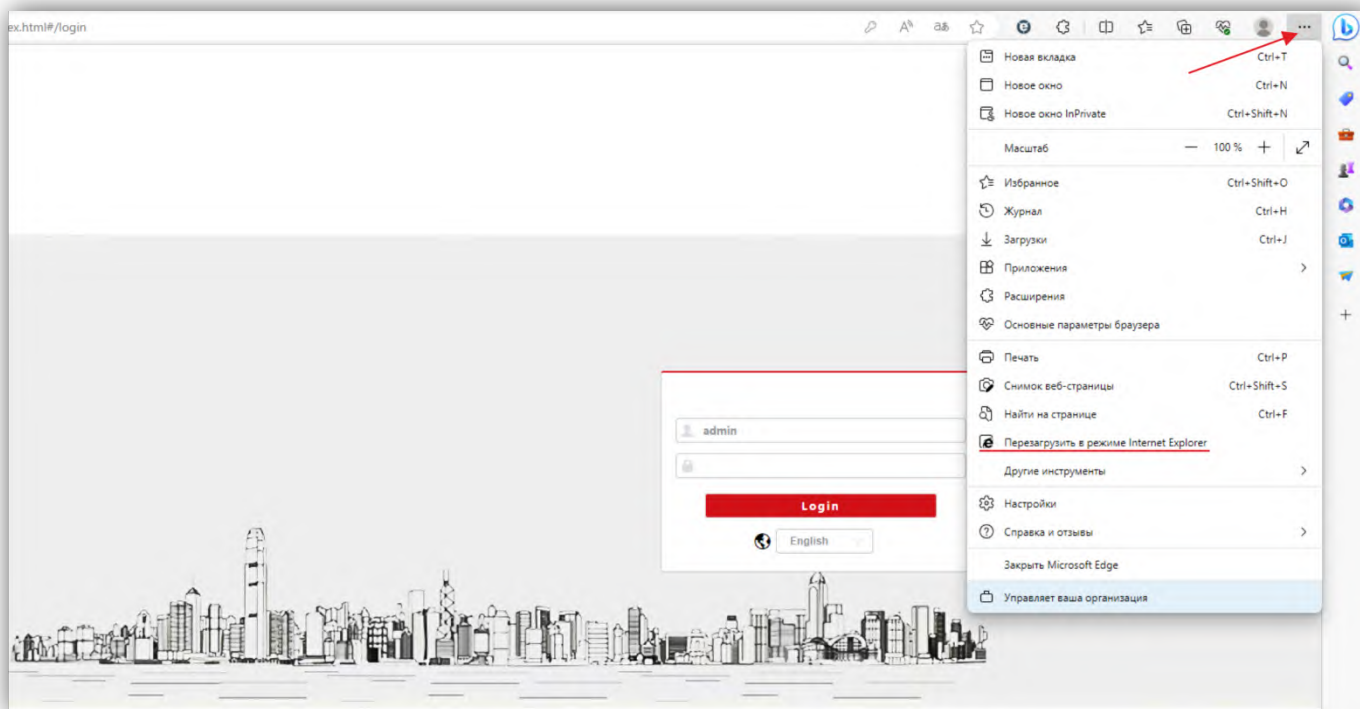 ex.html#/login
Новая вкладка Ctrl+T
Новое окно Ctrl+N
Новое окно InPrivate Ctrl+Shift+N
Масштаб 100 %
Избранное Ctrl+Shift+O
Журнал Ctrl+H
Загрузки Ctrl+J
Приложения
Расширения
Основные параметры браузера
Печать Ctrl+P
Снимок веб-страницы Ctrl+Shift+S
Найти на странице Ctrl+F
Перезагрузить в режиме Internet Explorer
Другие инструменты
Настройки
Справка и отзывы
Закрыть Microsoft Edge
Управляет ваша организация
admin
Login
English